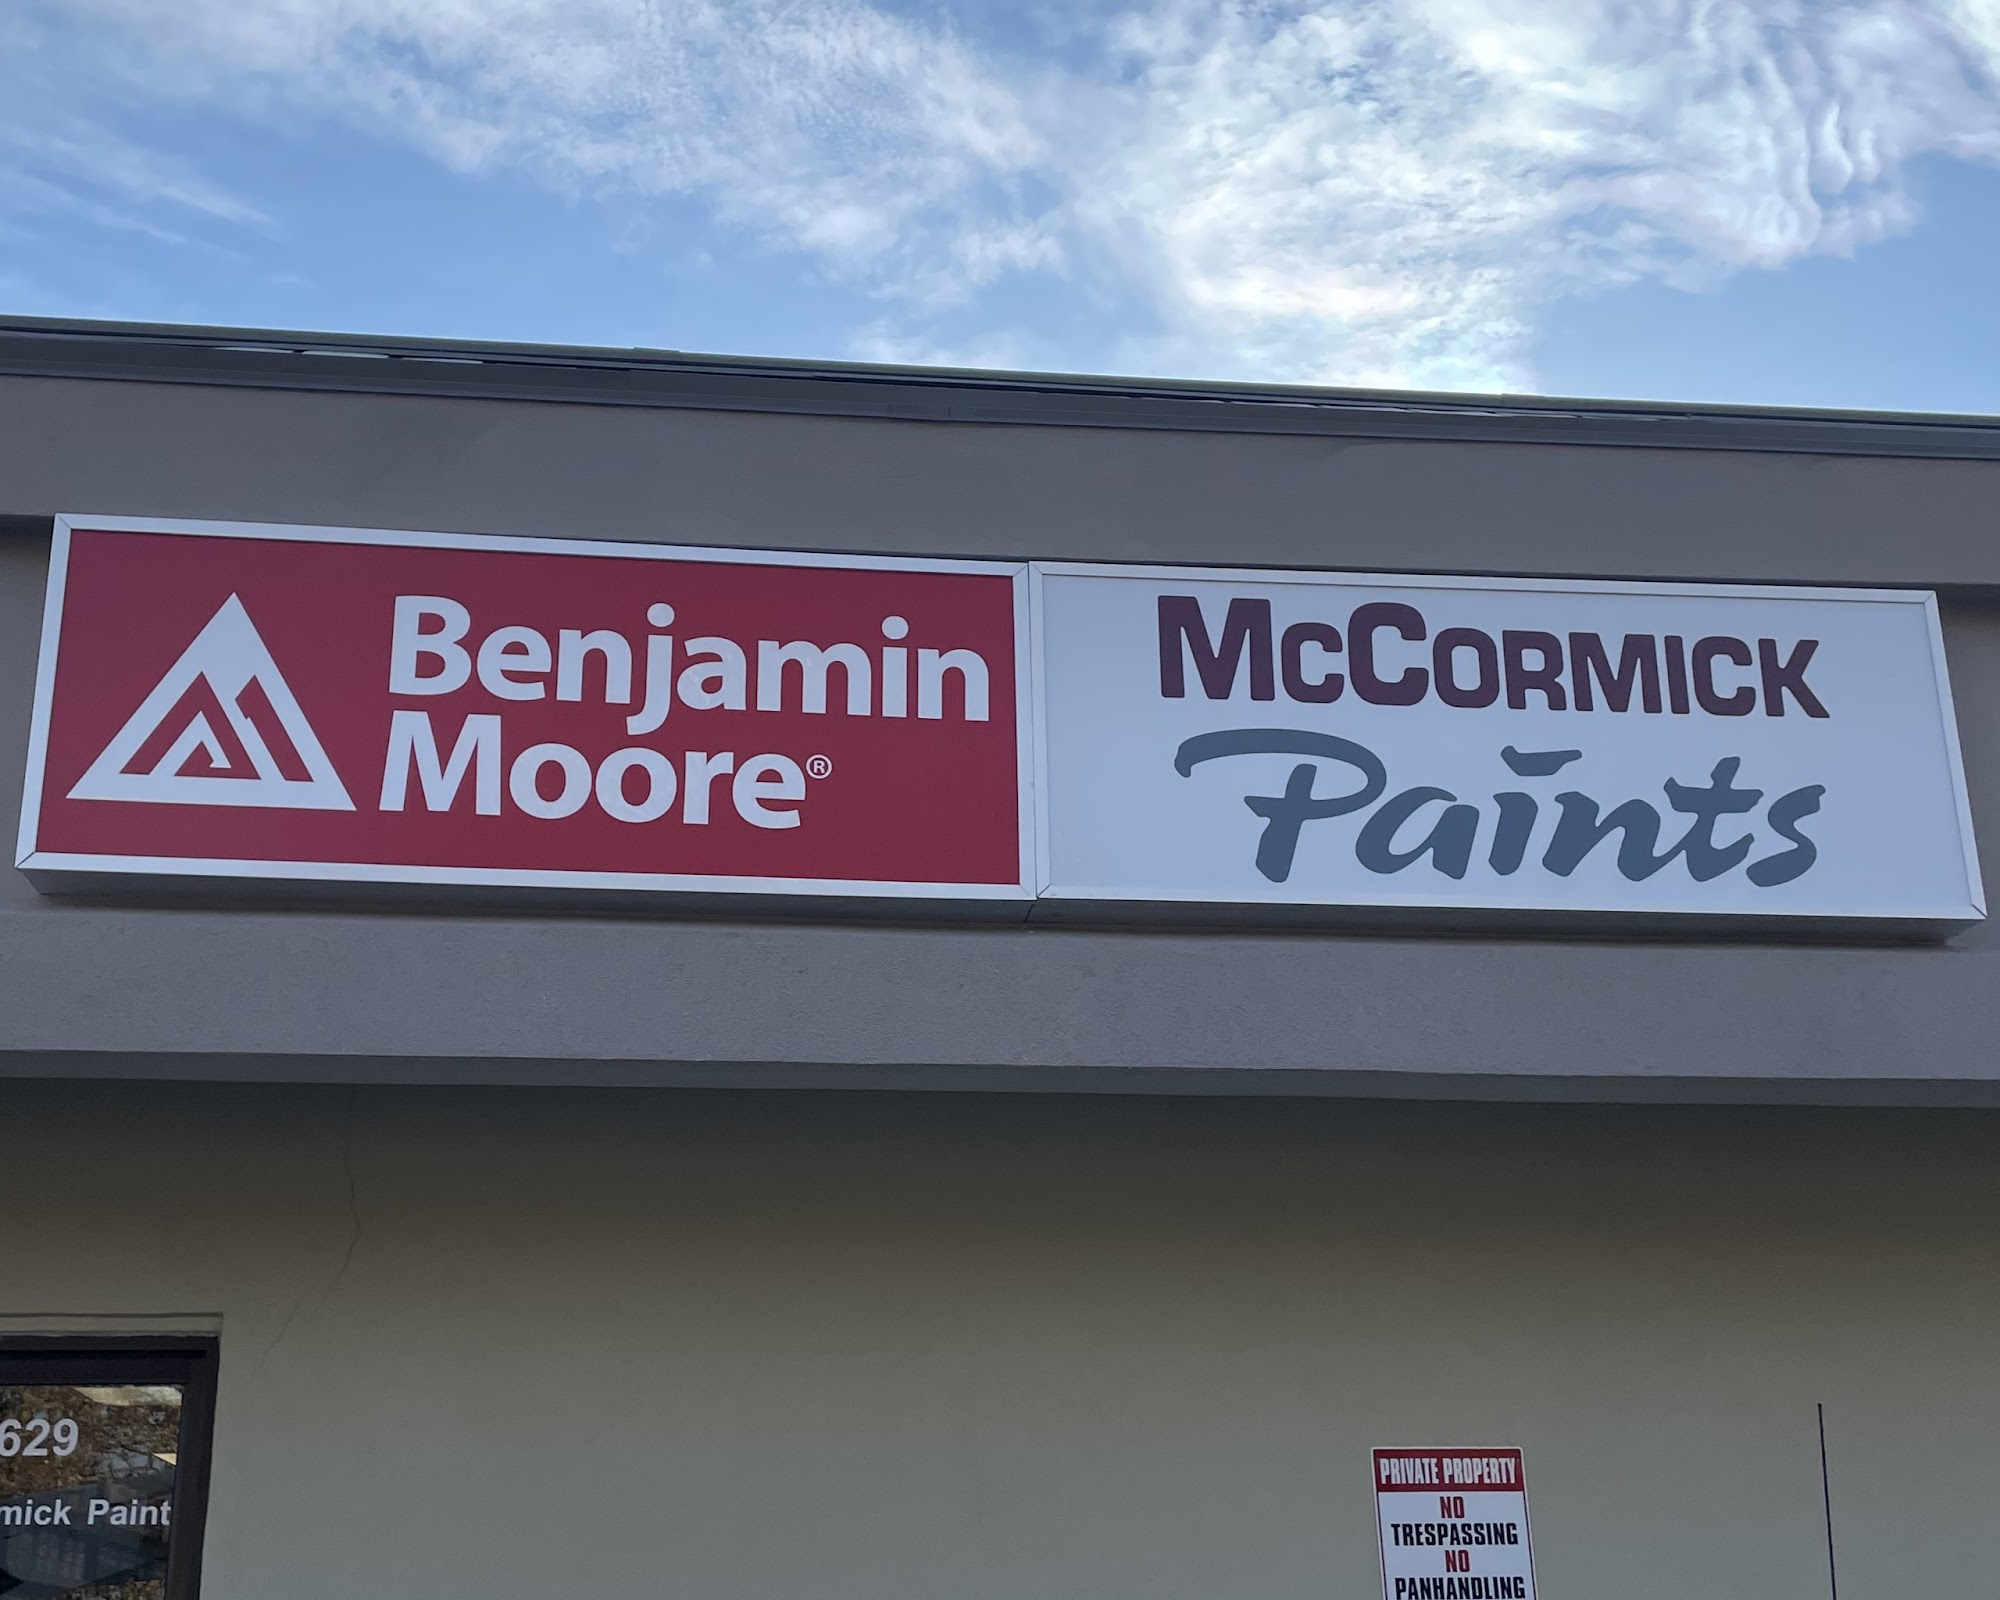 Benjamin
Moore®
McCORMICK
Paints
629
mick Paint
PRIVATE PROPERTY
NO
TRESPASSING
NO
PANHANDLING